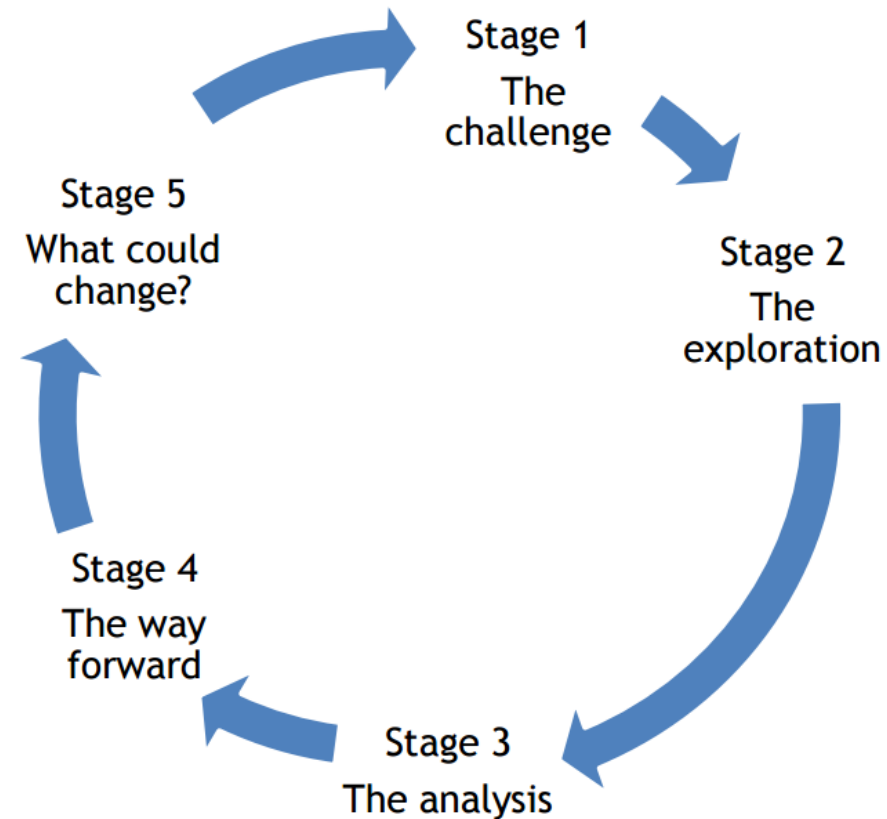 Stage 1
The
challenge
Stage 2
The
exploration
Stage 3
The analysis
Stage 4
The way
forward
Stage 5
What could
change?